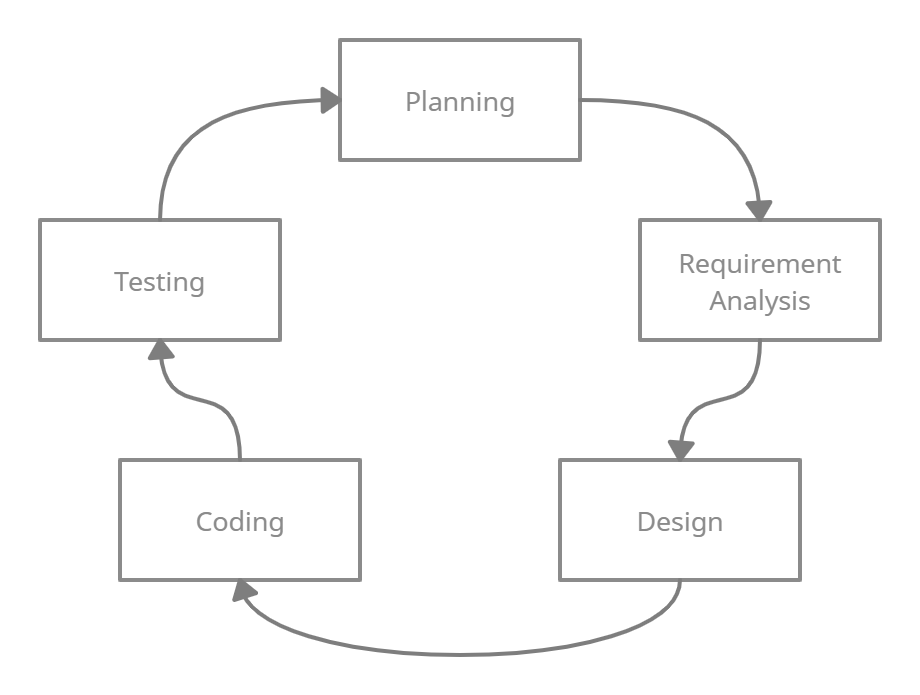 Planning
Requirement
Analysis
Design
Coding
Testing